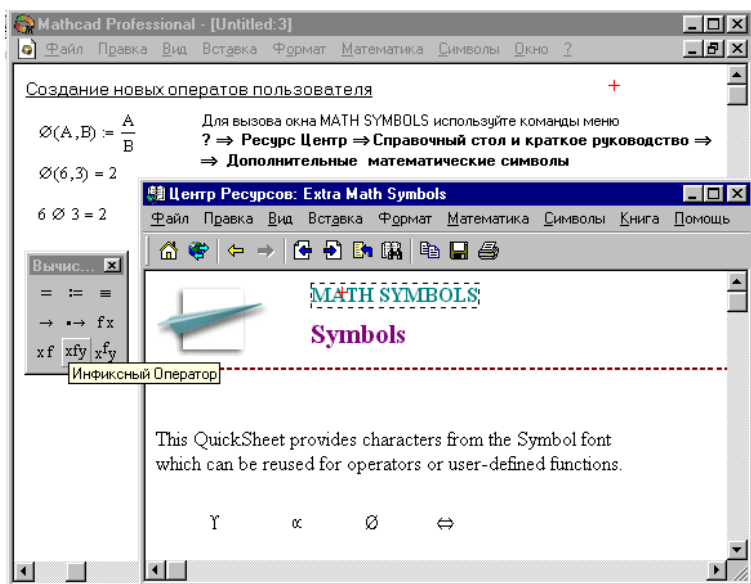 Mathcad Professional - [Untitled:3]
Файл Правка Вид Вставка Формат Математика Символы Окно ?
Создание новых оператов пользователя
Для вызова окна MATH SYMBOLS используйте команды меню
? ⇒ Ресурс Центр ⇒ Справочный стол и краткое руководство ⇒
⇒ Дополнительные математические символы
Ø(A,B) := A/B
Ø(6,3) = 2
6 Ø 3 = 2
Вычис...
= := ≡
→ ▪→ fx
xf xfy xfy
Инфиксный Оператор
Центр Ресурсов: Extra Math Symbols
Файл Правка Вид Вставка Формат Математика Символы Книга Помощь
MATH SYMBOLS
Symbols
This QuickSheet provides characters from the Symbol font
which can be reused for operators or user-defined functions.
ϒ ∝ Ø ⇔